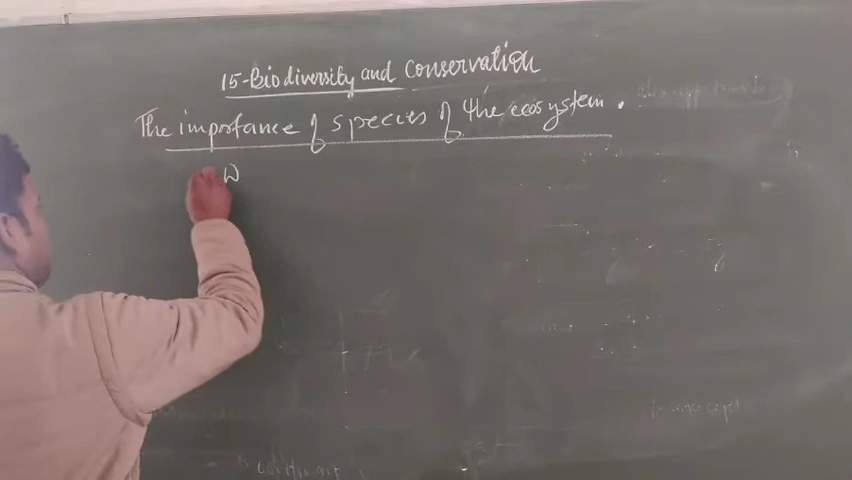 15-Biodiversity and Conservation
The importance of species of the ecosystem.